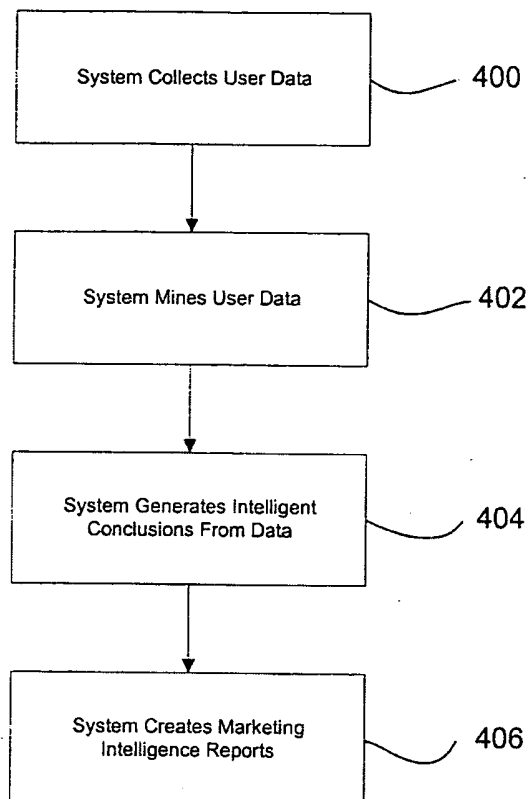 System Collects User Data
400
System Mines User Data
402
System Generates Intelligent
Conclusions From Data
404
System Creates Marketing
Intelligence Reports
406